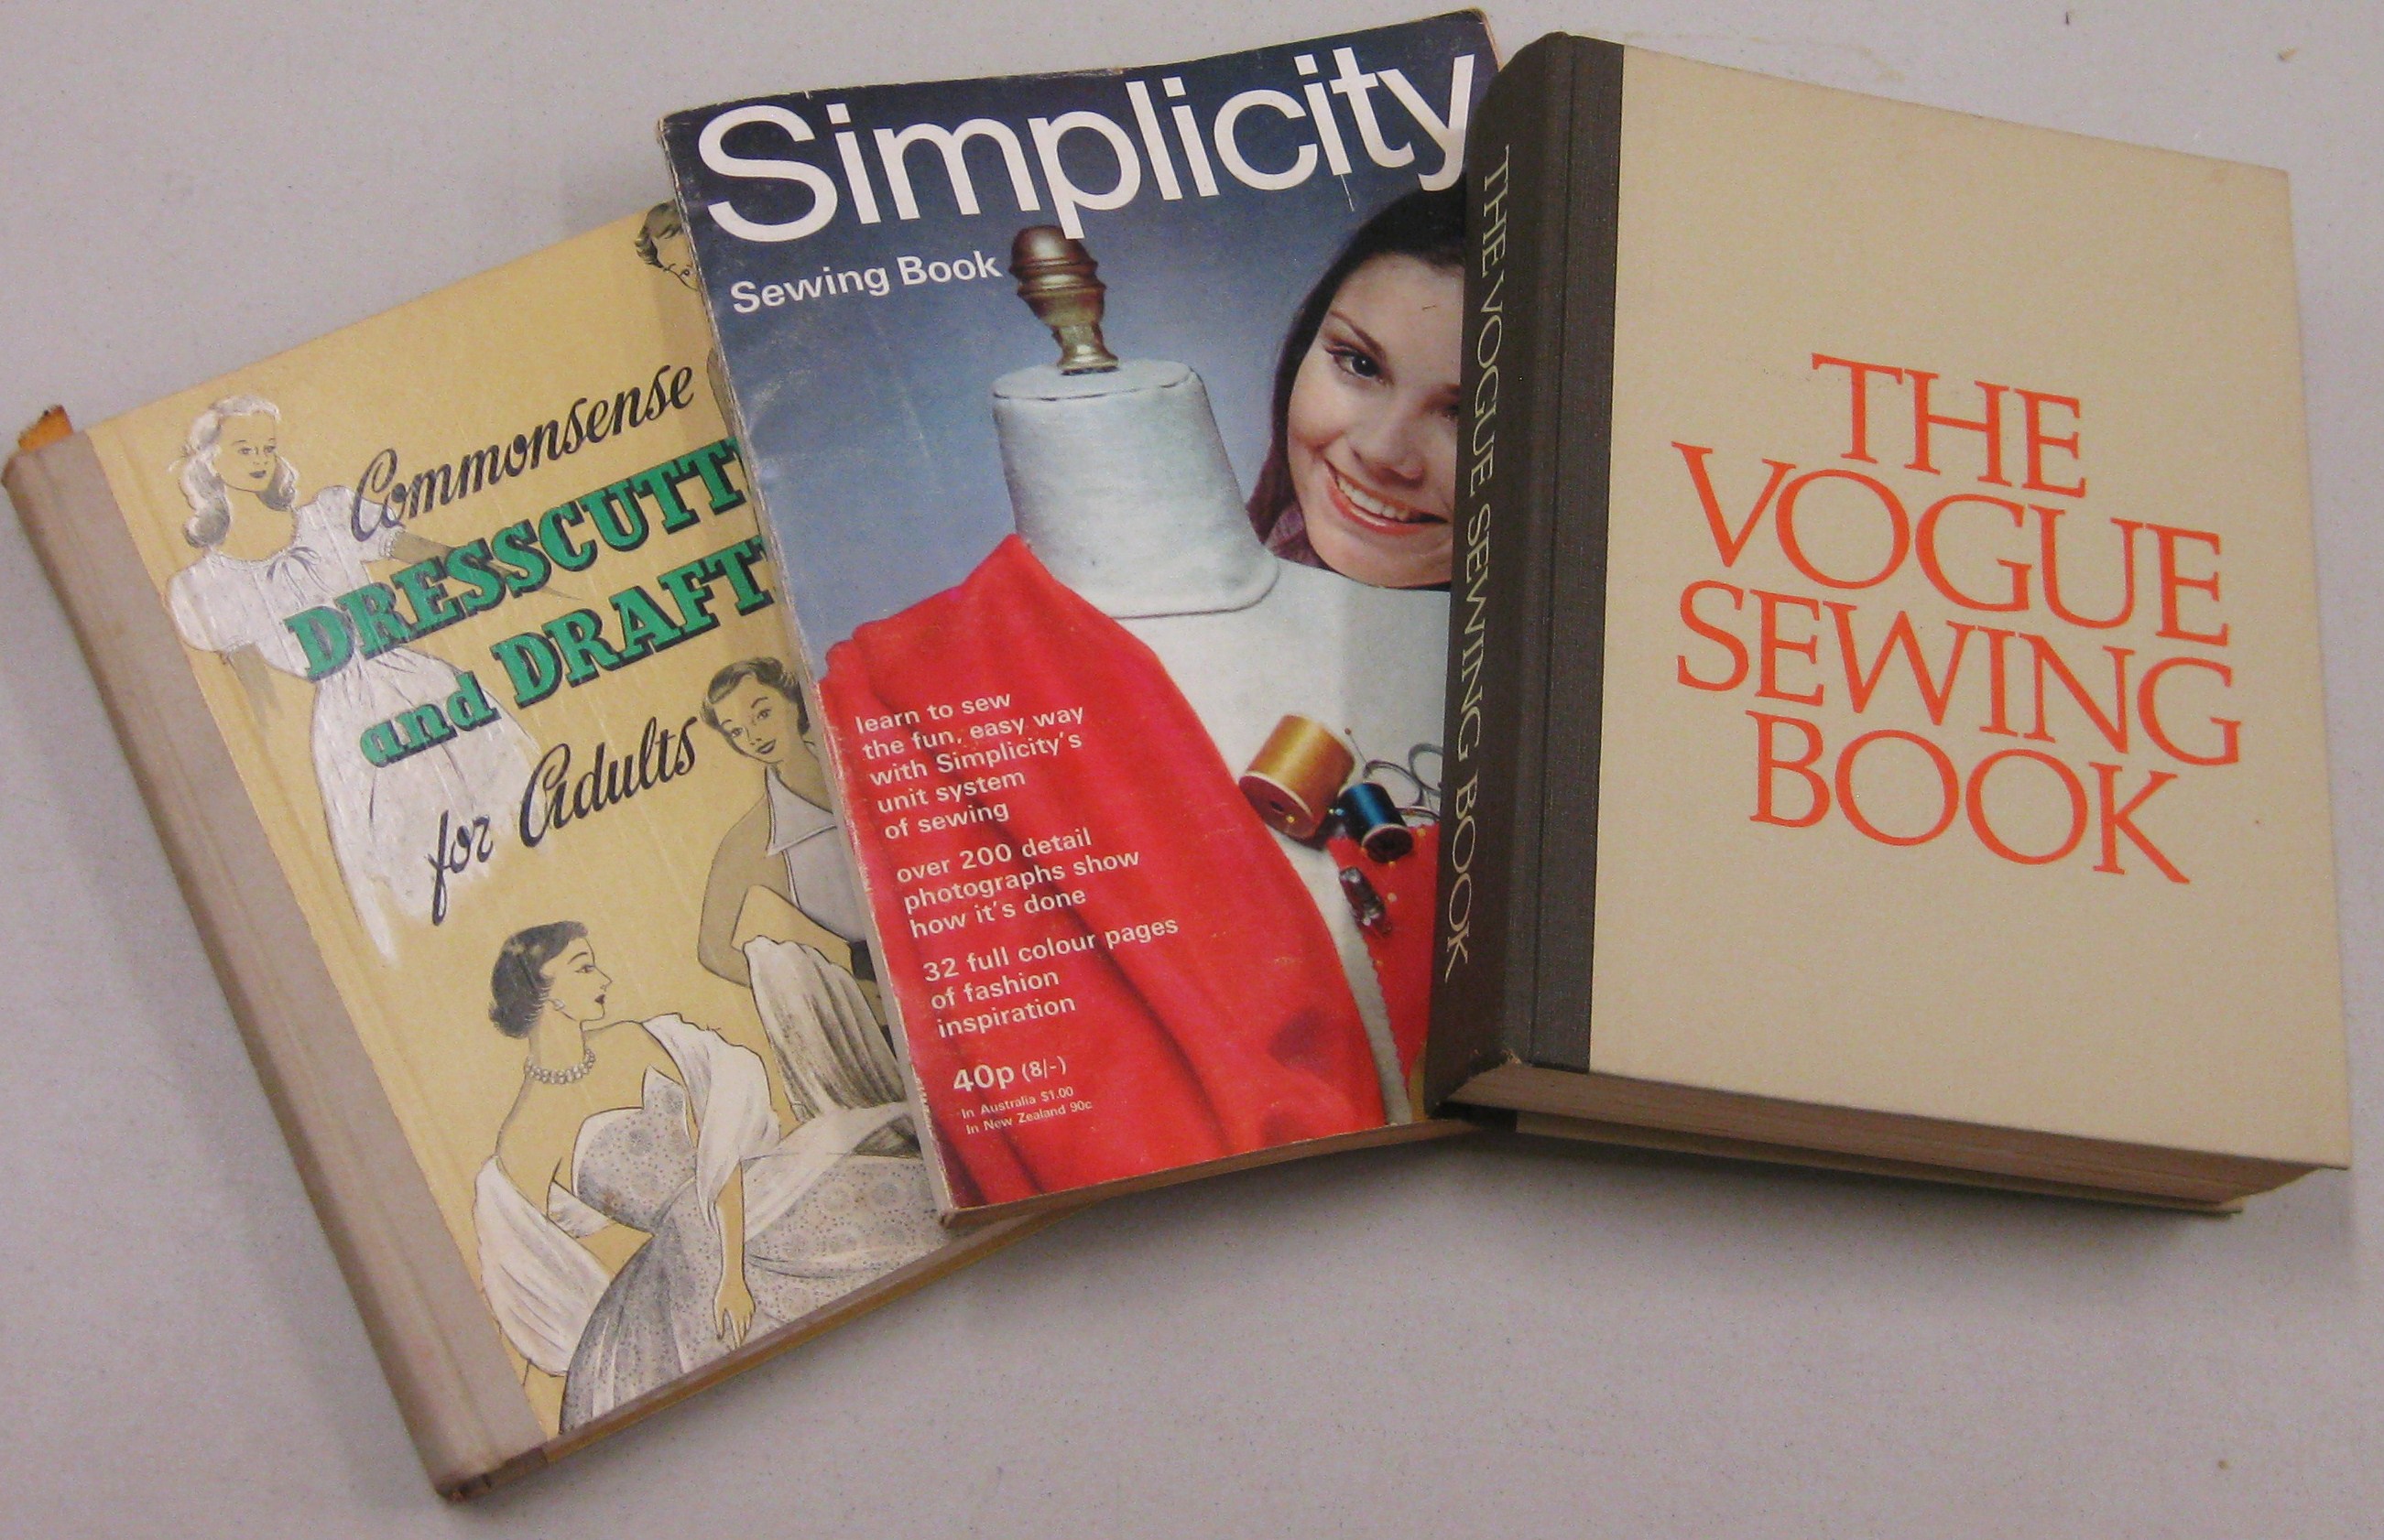 Commonsense
DRESSCUTT
and DRAFT
for Adults
Simplicity
Sewing Book
learn to sew
the fun, easy way
with Simplicity's
unit system
of sewing
over 200 detail
photographs show
how it's done
32 full colour pages
of fashion
inspiration
40p (8/-)
In Australia $1.00
In New Zealand 90c
THE VOGUE SEWING BOOK
THE
VOGUE
SEWING
BOOK